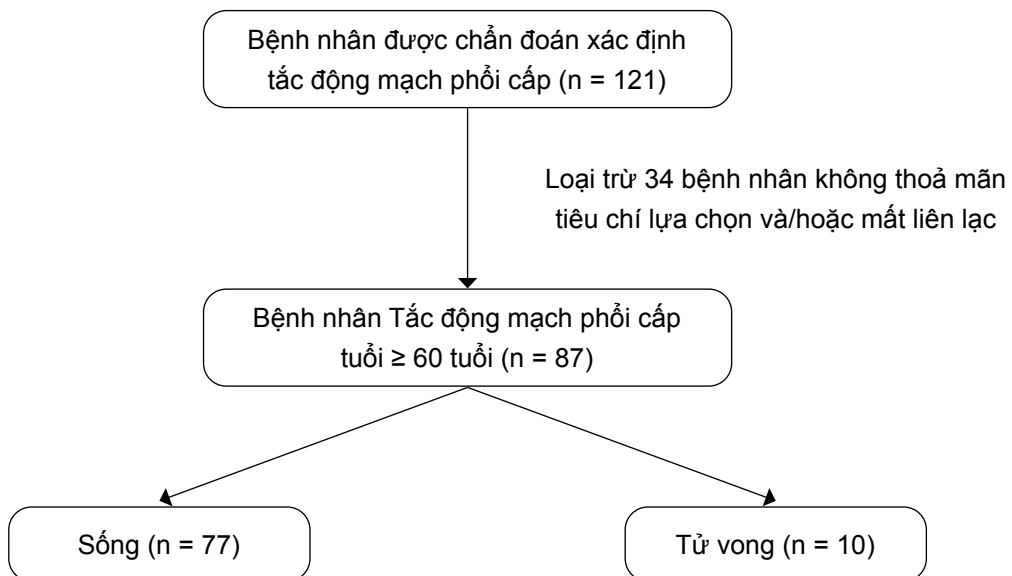 Bệnh nhân được chẩn đoán xác định
tắc động mạch phổi cấp (n = 121)
Loại trừ 34 bệnh nhân không thoả mãn
tiêu chí lựa chọn và/hoặc mất liên lạc
Bệnh nhân Tắc động mạch phổi cấp
tuổi ≥ 60 tuổi (n = 87)
Sống (n = 77)
Tử vong (n = 10)